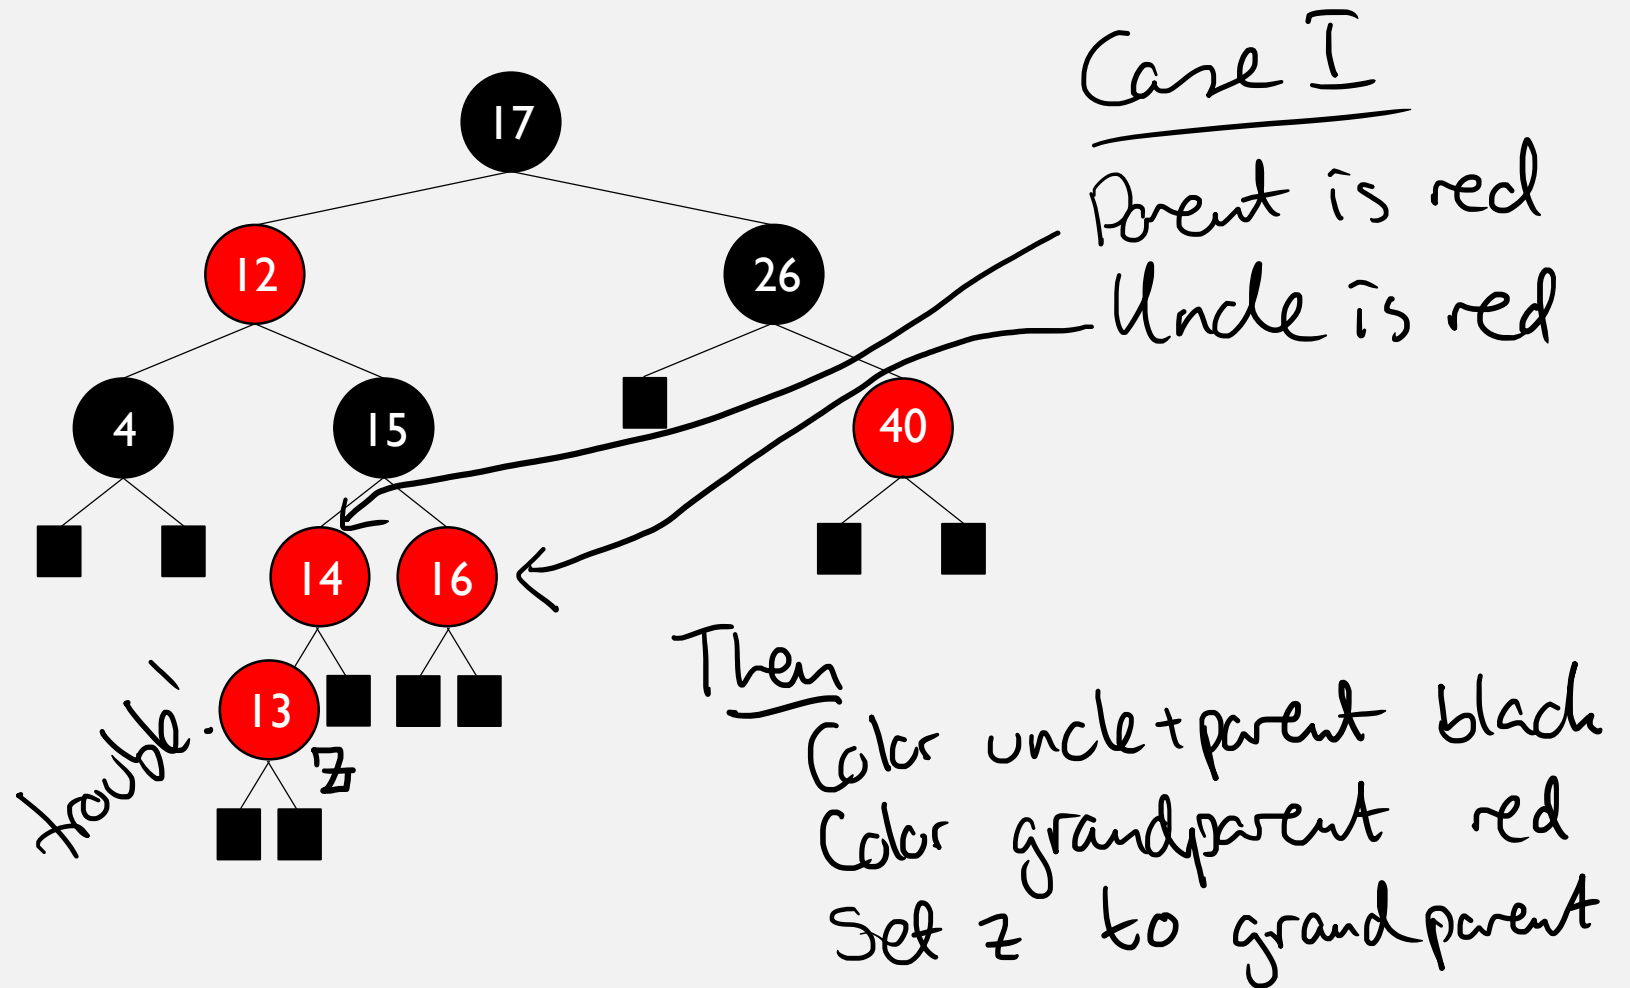 Case I
Parent is red
Uncle is red
17
12
26
4
15
40
14
16
13
trouble!
z
Then
Color uncle + parent black
Color grandparent red
Set z to grandparent